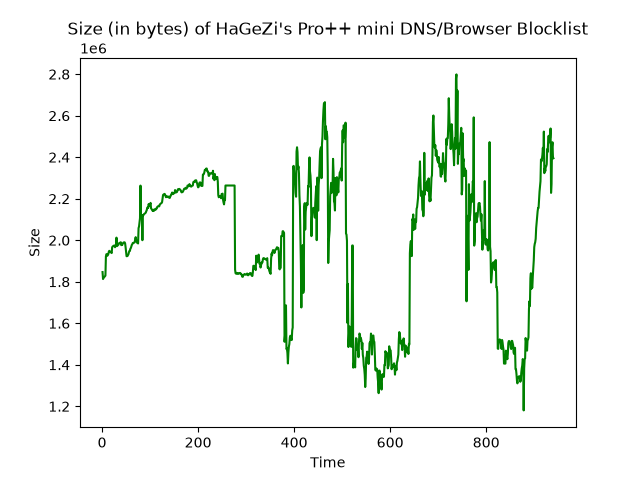 Size (in bytes) of HaGeZi's Pro++ mini DNS/Browser Blocklist
1e6
2.8
2.6
2.4
2.2
2.0
1.8
1.6
1.4
1.2
Size
0 200 400 600 800
Time